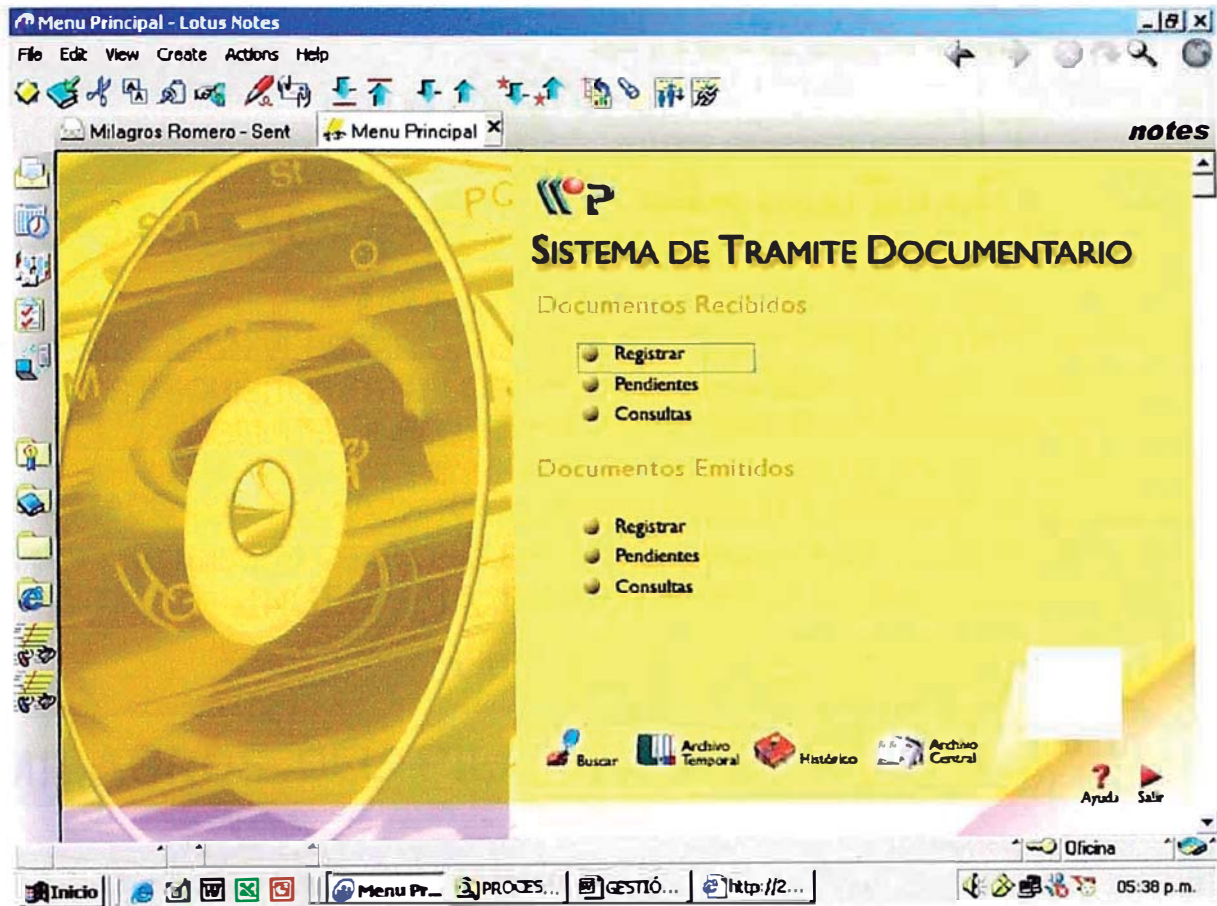 Menu Principal - Lotus Notes
File Edit View Create Actions Help
Milagros Romero - Sent
Menu Principal
notes
P
SISTEMA DE TRAMITE DOCUMENTARIO
Documentos Recibidos
Registrar
Pendientes
Consultas
Documentos Emitidos
Registrar
Pendientes
Consultas
Buscar
Archivo Temporal
Histórico
Archivo Central
Ayuda
Salir
Oficina
Inicio
Menu Pr...
PROCES...
GESTIÓ...
http://2...
05:38 p.m.